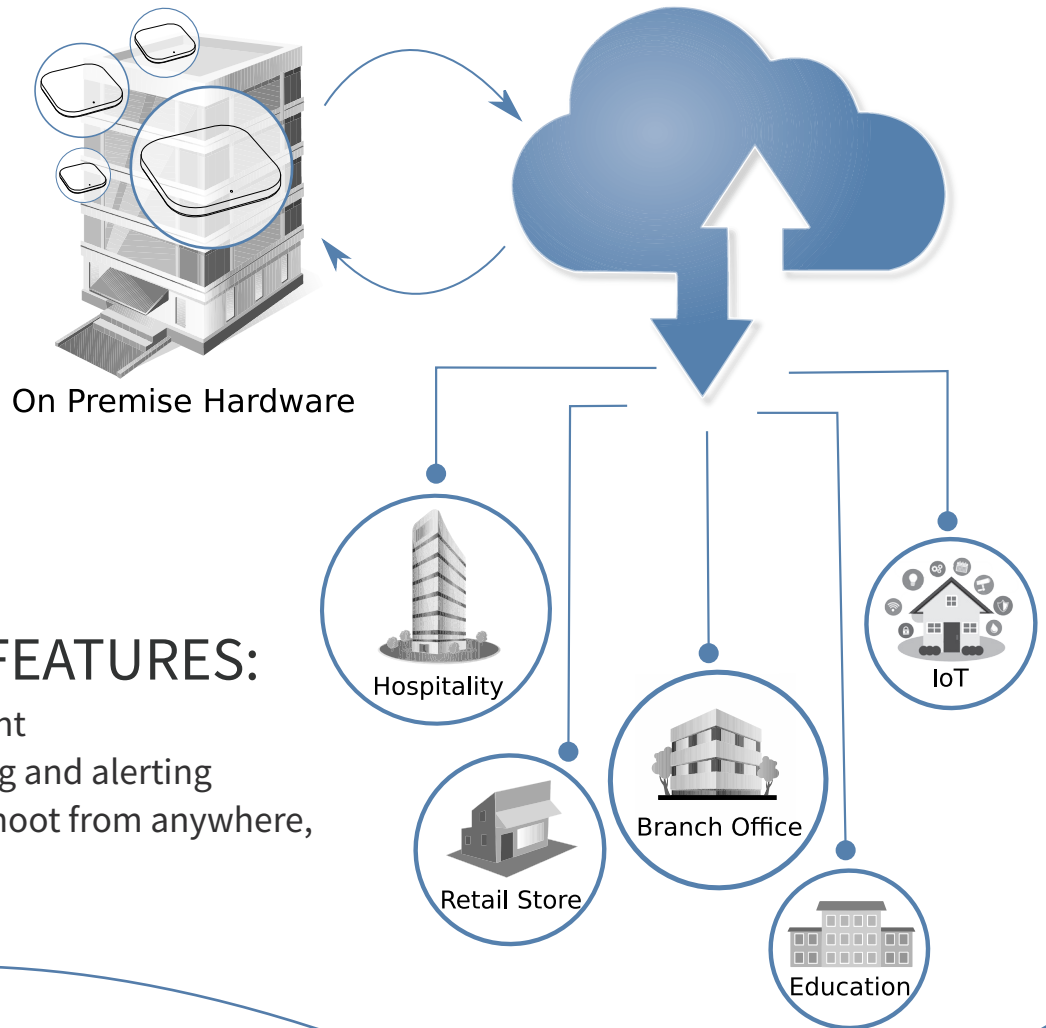 On Premise Hardware
FEATURES:
nt
g and alerting
hoot from anywhere,
Hospitality
IoT
Branch Office
Retail Store
Education